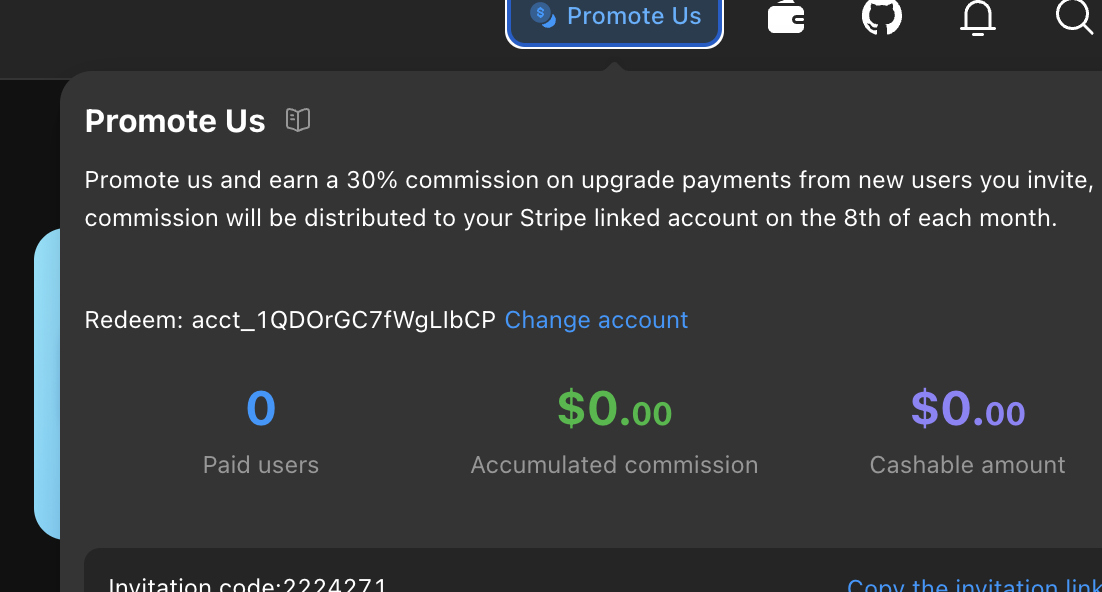 $ Promote Us
Promote Us
Promote us and earn a 30% commission on upgrade payments from new users you invite,
commission will be distributed to your Stripe linked account on the 8th of each month.
Redeem: acct_1QDOrGC7fWgLIbCP Change account
0 $0.00 $0.00
Paid users Accumulated commission Cashable amount
Invitation code:2224271 Copy the invitation link